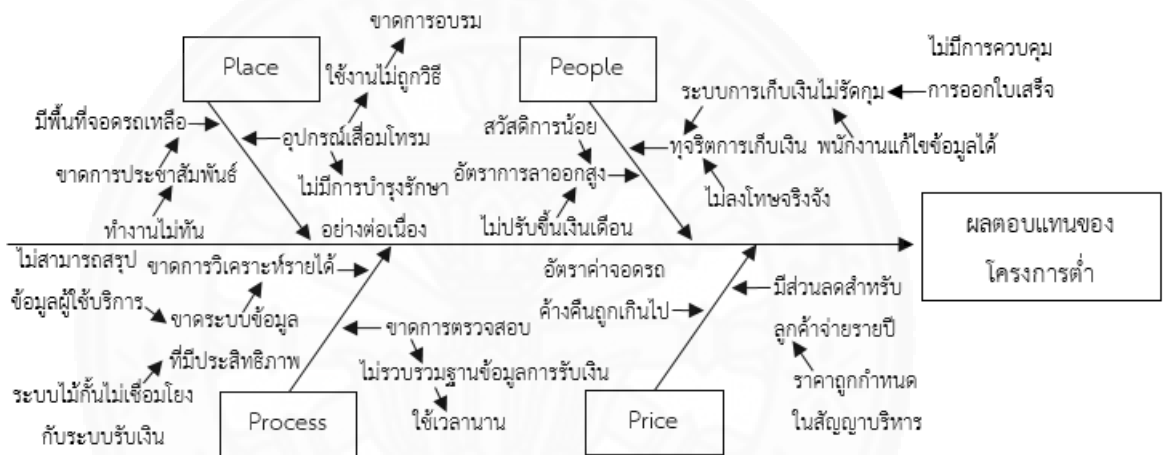 ขาดการอบรม
Place
ใช้งานไม่ถูกวิธี
มีพื้นที่จอดรถเหลือ
อุปกรณ์เสื่อมโทรม
ขาดการประชาสัมพันธ์
ไม่มีการบำรุงรักษา
อย่างต่อเนื่อง
ทำงานไม่ทัน
People
ไม่มีการควบคุม
การออกใบเสร็จ
ระบบการเก็บเงินไม่รัดกุม
สวัสดิการน้อย
ทุจริตการเก็บเงิน
พนักงานแก้ไขข้อมูลได้
อัตราการลาออกสูง
ไม่ลงโทษจริงจัง
ไม่ปรับขึ้นเงินเดือน
ผลตอบแทนของ
โครงการต่ำ
ไม่สามารถสรุป
ข้อมูลผู้ใช้บริการ
ขาดการวิเคราะห์รายได้
ขาดระบบข้อมูล
ที่มีประสิทธิภาพ
ระบบไม้กั้นไม่เชื่อมโยง
กับระบบรับเงิน
ขาดการตรวจสอบ
ไม่รวบรวมฐานข้อมูลการรับเงิน
ใช้เวลานาน
Process
อัตราค่าจอดรถ
ค้างคืนถูกเกินไป
มีส่วนลดสำหรับ
ลูกค้าจ่ายรายปี
ราคาถูกกำหนด
ในสัญญาบริหาร
Price